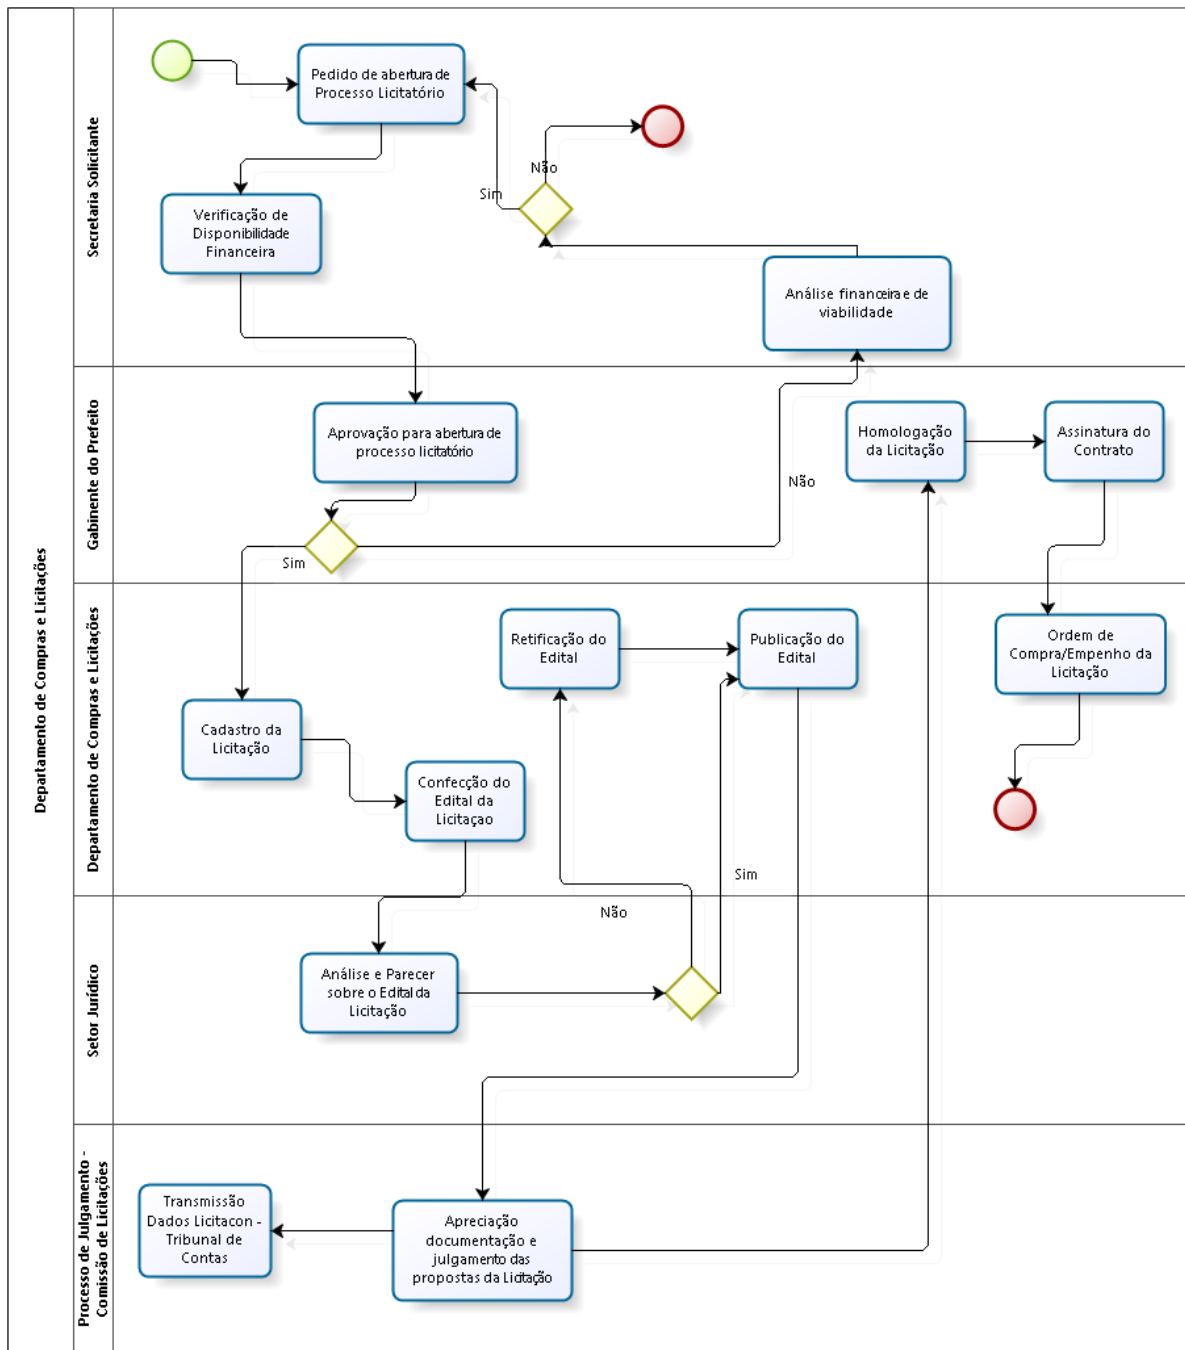 Departamento de Compras e Licitações
Secretaria Solicitante
Pedido de abertura de
Processo Licitatório
Não
Sim
Verificação de
Disponibilidade
Financeira
Análise financeira e de
viabilidade
Gabinente do Prefeito
Aprovação para abertura de
processo licitatório
Homologação
da Licitação
Assinatura do
Contrato
Não
Sim
Departamento de Compras e Licitações
Retificação do
Edital
Publicação do
Edital
Ordem de
Compra/Empenho da
Licitação
Cadastro da
Licitação
Confecção do
Edital da
Licitaçao
Sim
Setor Jurídico
Não
Análise e Parecer
sobre o Edital da
Licitação
Processo de Julgamento -
Comissão de Licitações
Transmissão
Dados Licitacon -
Tribunal de
Contas
Apreciação
documentação e
julgamento das
propostas da Licitação